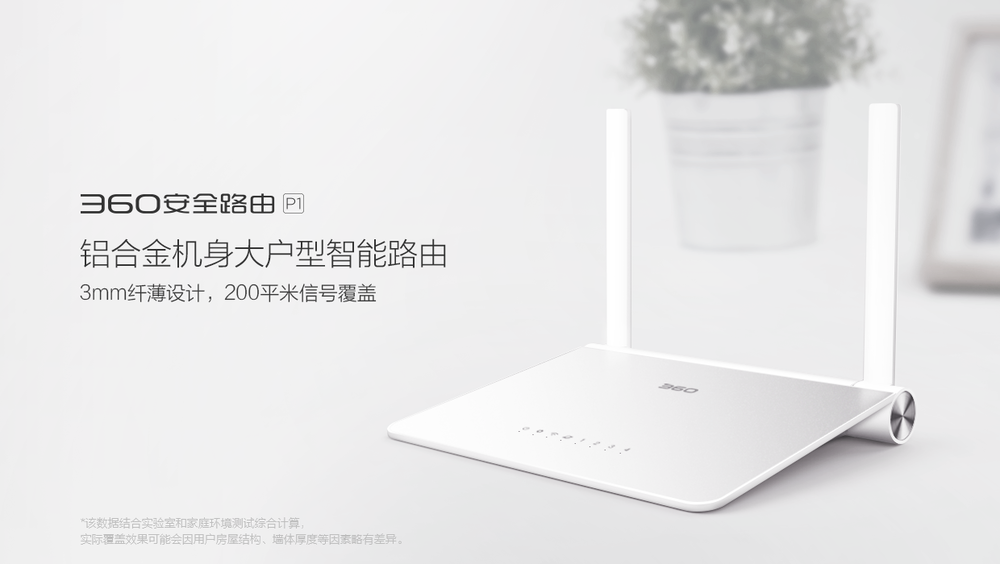 360安全路由 P1
铝合金机身大户型智能路由
3mm纤薄设计，200平米信号覆盖
360
1 2 3 4
*该数据结合实验室和家庭环境测试综合计算，
实际覆盖效果可能会因用户房屋结构、墙体厚度等因素略有差异。